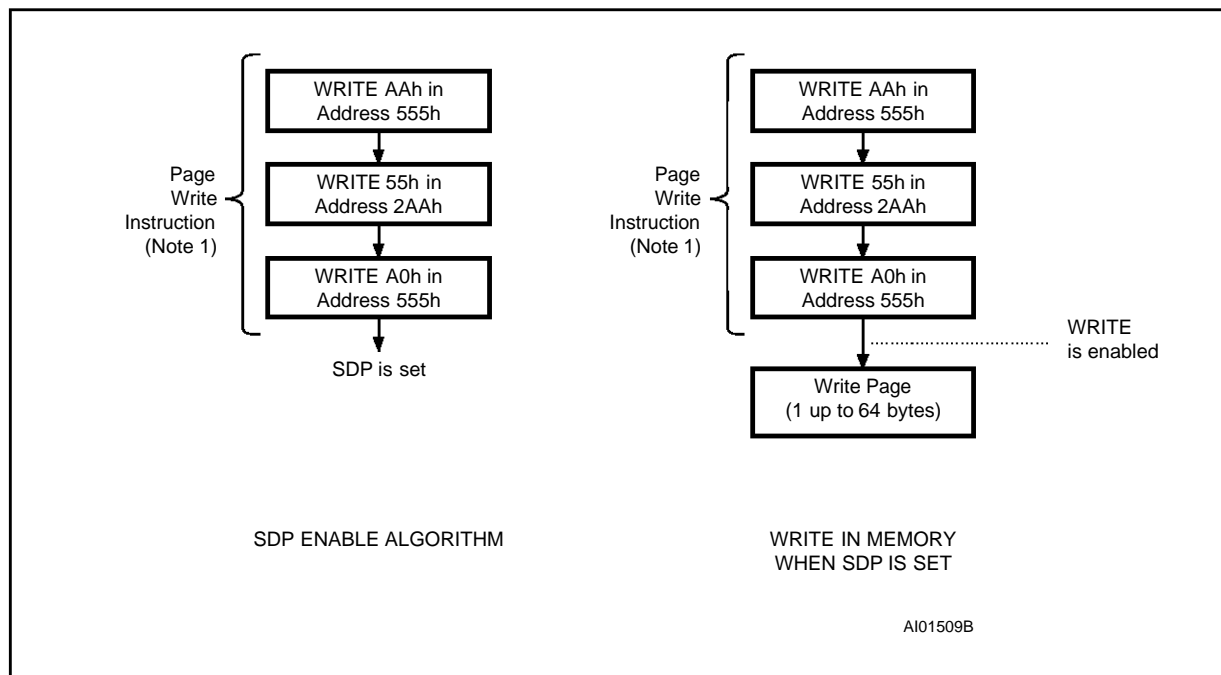 WRITE AAh in
Address 555h
Page
Write
Instruction
(Note 1)
WRITE 55h in
Address 2AAh
WRITE A0h in
Address 555h
SDP is set
SDP ENABLE ALGORITHM
WRITE AAh in
Address 555h
Page
Write
Instruction
(Note 1)
WRITE 55h in
Address 2AAh
WRITE A0h in
Address 555h
WRITE
is enabled
Write Page
(1 up to 64 bytes)
WRITE IN MEMORY
WHEN SDP IS SET
AI01509B